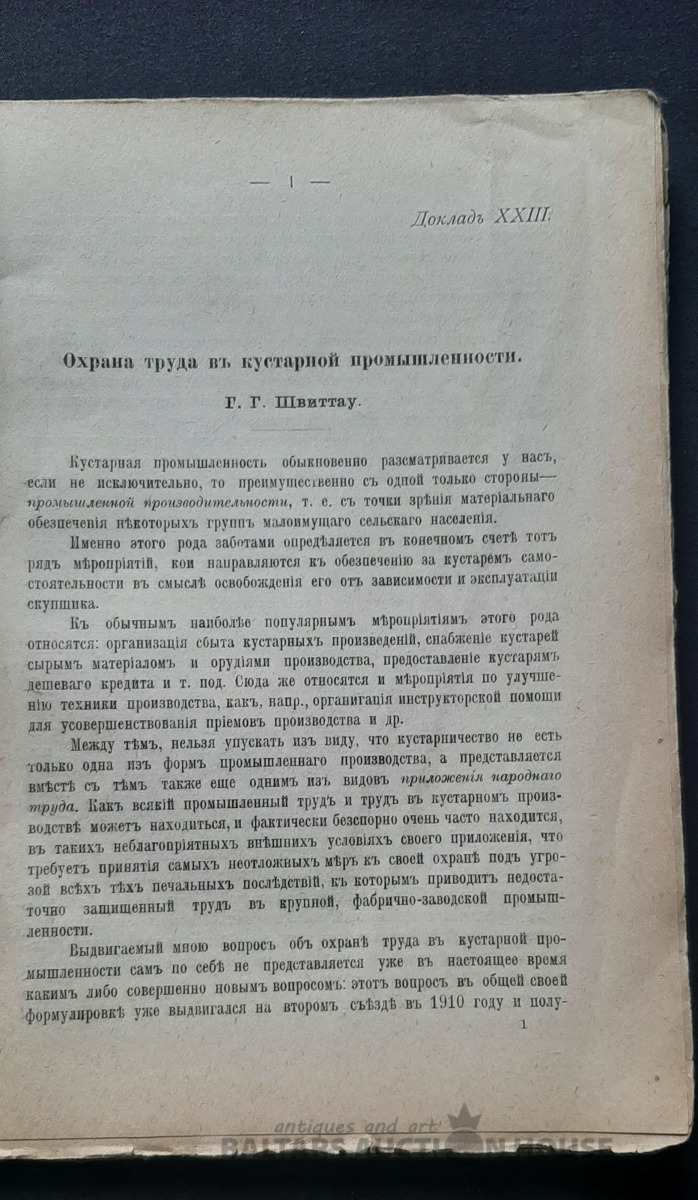 — 1 —
Докладъ XXIII.
Охрана труда въ кустарной промышленности.
Г. Г. Швиттау.
Кустарная промышленность обыкновенно разсматривается у насъ,
если не исключительно, то преимущественно съ одной только стороны—
промышленной производительности, т. е. съ точки зрѣнія матеріальнаго
обезпеченія нѣкоторыхъ группъ малоимущаго сельскаго населенія.
Именно этого рода заботами опредѣляется въ конечномъ счетѣ тотъ
рядъ мѣропріятій, кои направляются къ обезпеченію за кустаремъ само-
стоятельности въ смыслѣ освобожденія его отъ зависимости и эксплуатаціи
скупщика.
Къ обычнымъ наиболѣе популярнымъ мѣропріятіямъ этого рода
относятся: организація сбыта кустарныхъ произведеній, снабженіе кустарей
сырымъ матеріаломъ и орудіями производства, предоставленіе кустарямъ
дешеваго кредита и т. под. Сюда же относятся и мѣропріятія по улучше-
нію техники производства, какъ, напр., организація инструкторской помощи
для усовершенствованія пріемовъ производства и др.
Между тѣмъ, нельзя упускать изъ виду, что кустарничество не есть
только одна изъ формъ промышленнаго производства, а представляется
вмѣстѣ съ тѣмъ также еще однимъ изъ видовъ приложенія народнаго
труда. Какъ всякій промышленный трудъ и трудъ въ кустарномъ произ-
водствѣ можетъ находиться, и фактически безспорно очень часто находится,
въ такихъ неблагопріятныхъ внѣшнихъ условіяхъ своего приложенія, что
требуетъ принятія самыхъ неотложныхъ мѣръ къ своей охранѣ подъ угро-
зой всѣхъ тѣхъ печальныхъ послѣдствій, къ которымъ приводитъ недоста-
точно защищенный трудъ въ крупной, фабрично-заводской промыш-
ленности.
Выдвигаемый мною вопросъ объ охранѣ труда въ кустарной про-
мышленности самъ по себѣ не представляется уже въ настоящее время
какимъ либо совершенно новымъ вопросомъ: этотъ вопросъ въ общей своей
формулировкѣ уже выдвигался на второмъ съѣздѣ въ 1910 году и полу-
1
antiques and art
BALTARS AUCTION HOUSE